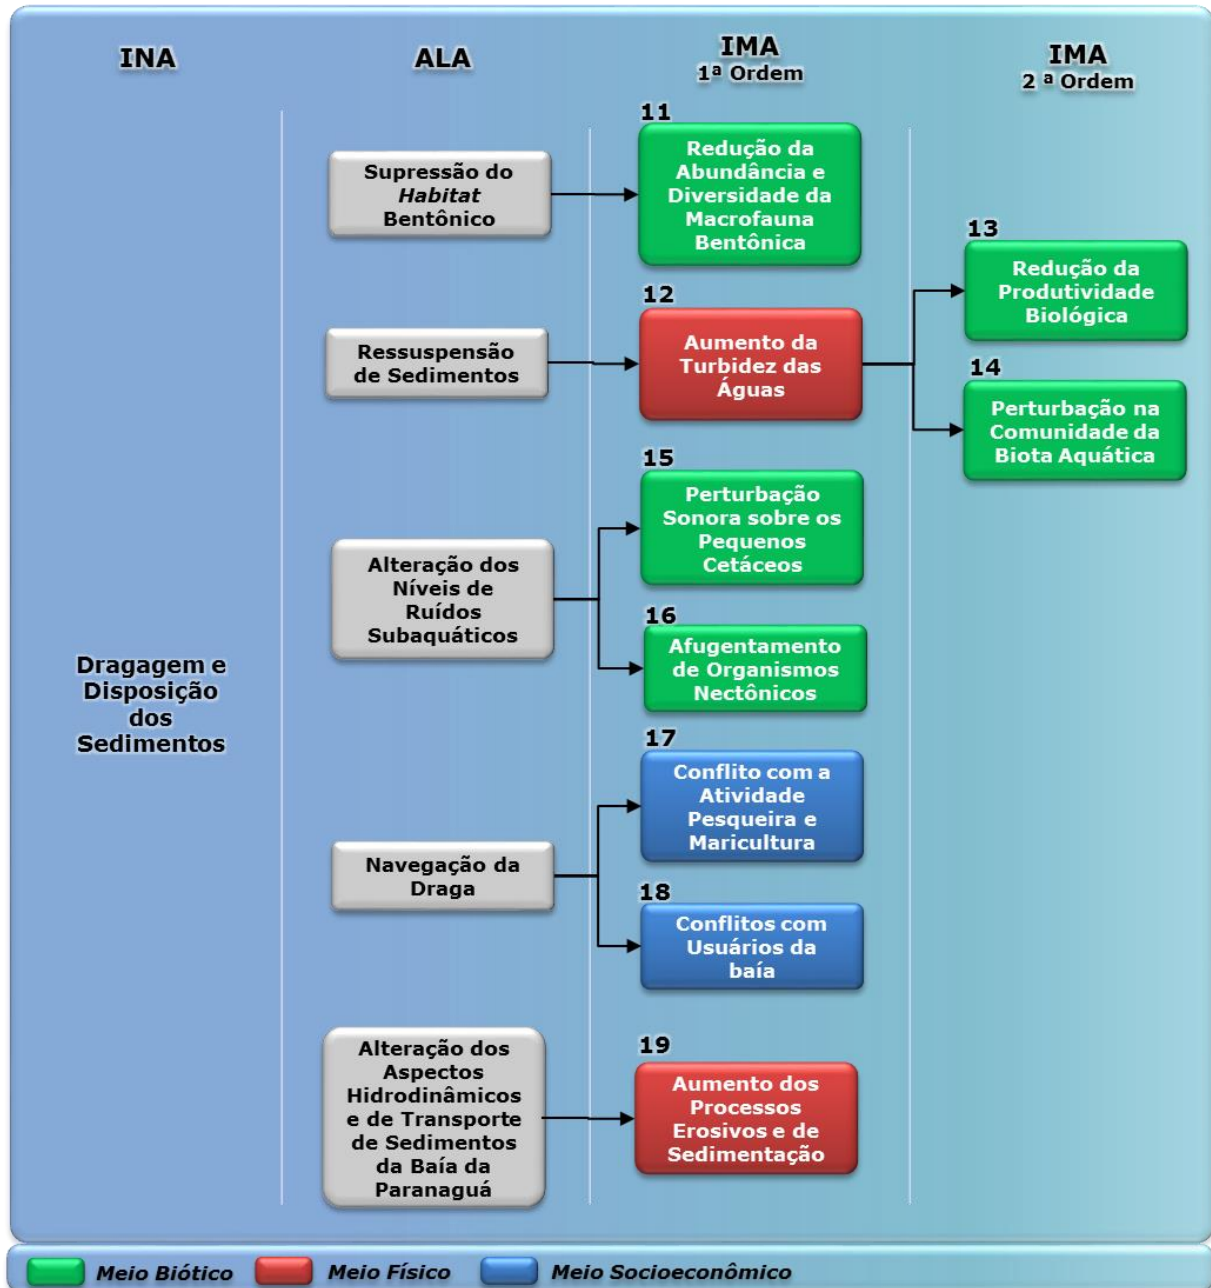 INA
ALA
IMA
1ª Ordem
IMA
2 ª Ordem
Dragagem e
Disposição
dos
Sedimentos
Supressão do
Habitat
Bentônico
11
Redução da
Abundância e
Diversidade da
Macrofauna
Bentônica
Ressuspensão
de Sedimentos
12
Aumento da
Turbidez das
Águas
13
Redução da
Produtividade
Biológica
14
Perturbação na
Comunidade da
Biota Aquática
Alteração dos
Níveis de
Ruídos
Subaquáticos
15
Perturbação
Sonora sobre os
Pequenos
Cetáceos
16
Afugentamento
de Organismos
Nectônicos
Navegação da
Draga
17
Conflito com a
Atividade
Pesqueira e
Maricultura
18
Conflitos com
Usuários da
baía
Alteração dos
Aspectos
Hidrodinâmicos
e de Transporte
de Sedimentos
da Baía da
Paranaguá
19
Aumento dos
Processos
Erosivos e de
Sedimentação
Meio Biótico
Meio Físico
Meio Socioeconômico